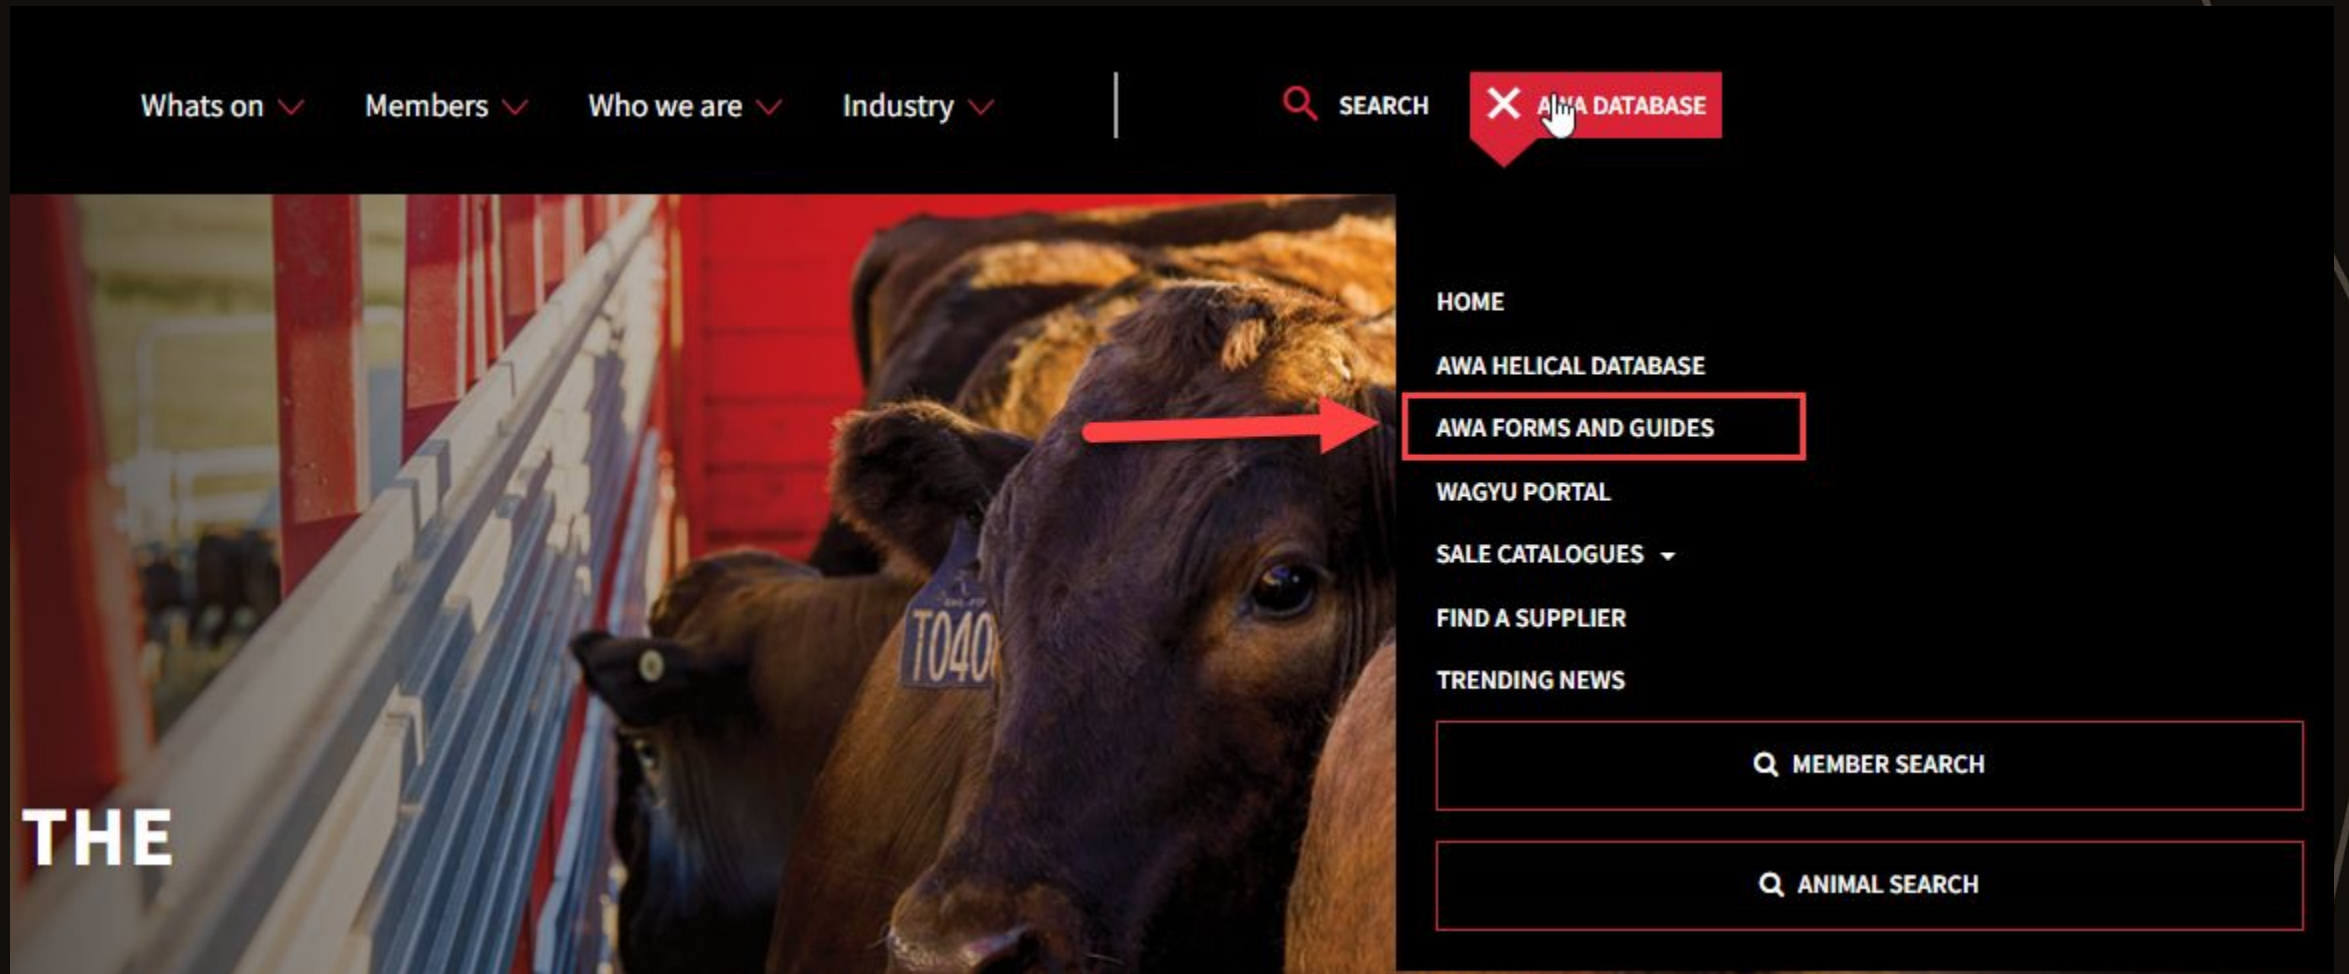 Whats on
Members
Who we are
Industry
SEARCH
AWA DATABASE
HOME
AWA HELICAL DATABASE
AWA FORMS AND GUIDES
WAGYU PORTAL
SALE CATALOGUES
FIND A SUPPLIER
TRENDING NEWS
MEMBER SEARCH
ANIMAL SEARCH
T040
THE